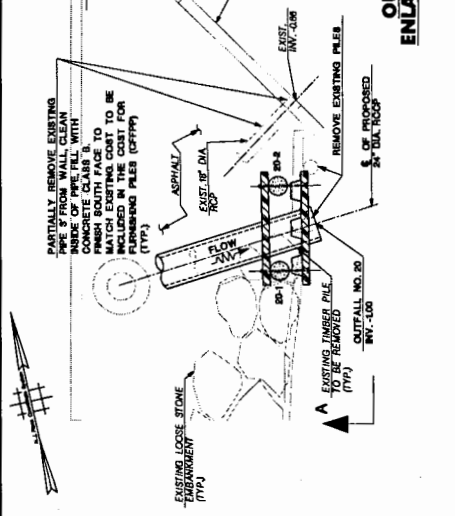 PARTIALLY REMOVE EXISTING
PIPE 3' FROM WALL, CLEAN
INSIDE OF PIPE, FILL WITH
CONCRETE CLASS B.
FINISH SOUTH FACE TO
MATCH EXISTING. COST TO BE
INCLUDED IN THE COST FOR
FURNISHING PILES (CFFPP)
(TYP.)
ASPHALT
EXIST. 18" DIA.
RCP
EXIST.
INV. -0.86
REMOVE EXISTING PILES
FLOW
20-2
20-1
℄ OF PROPOSED
24" DIA. RCCP
OUTFALL NO. 20
INV. -1.00
EXISTING TIMBER PILE
TO BE REMOVED
(TYP.)
EXISTING LOOSE STONE
EMBANKMENT
(TYP.)
A
ENLA